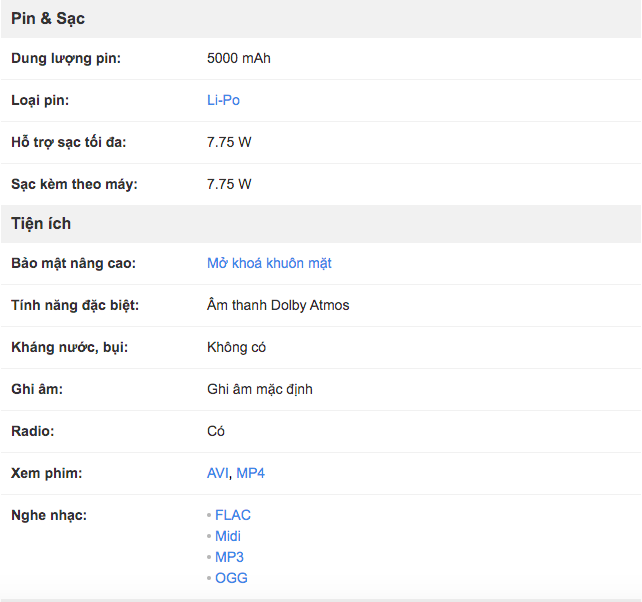 Pin & Sạc
Dung lượng pin: 5000 mAh
Loại pin: Li-Po
Hỗ trợ sạc tối đa: 7.75 W
Sạc kèm theo máy: 7.75 W
Tiện ích
Bảo mật nâng cao: Mở khoá khuôn mặt
Tính năng đặc biệt: Âm thanh Dolby Atmos
Kháng nước, bụi: Không có
Ghi âm: Ghi âm mặc định
Radio: Có
Xem phim: AVI, MP4
Nghe nhạc: • FLAC
• Midi
• MP3
• OGG